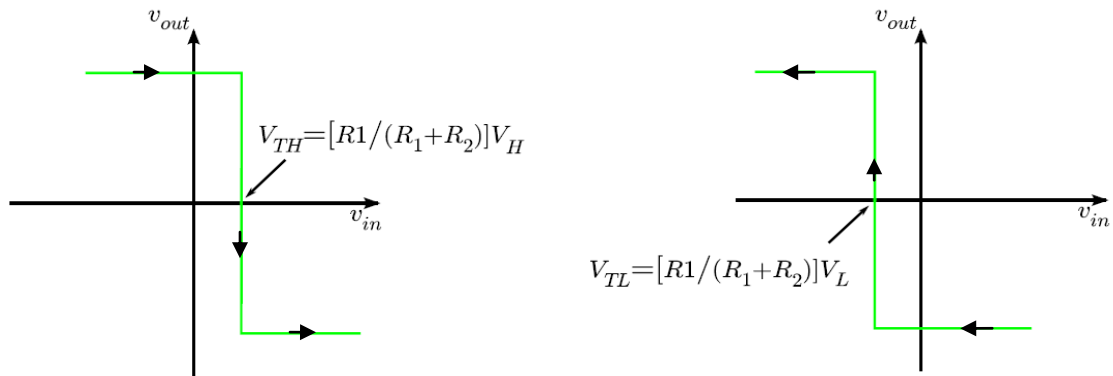 v_out
V_TH=[R1/(R_1+R_2)]V_H
v_in
v_out
v_in
V_TL=[R1/(R_1+R_2)]V_L